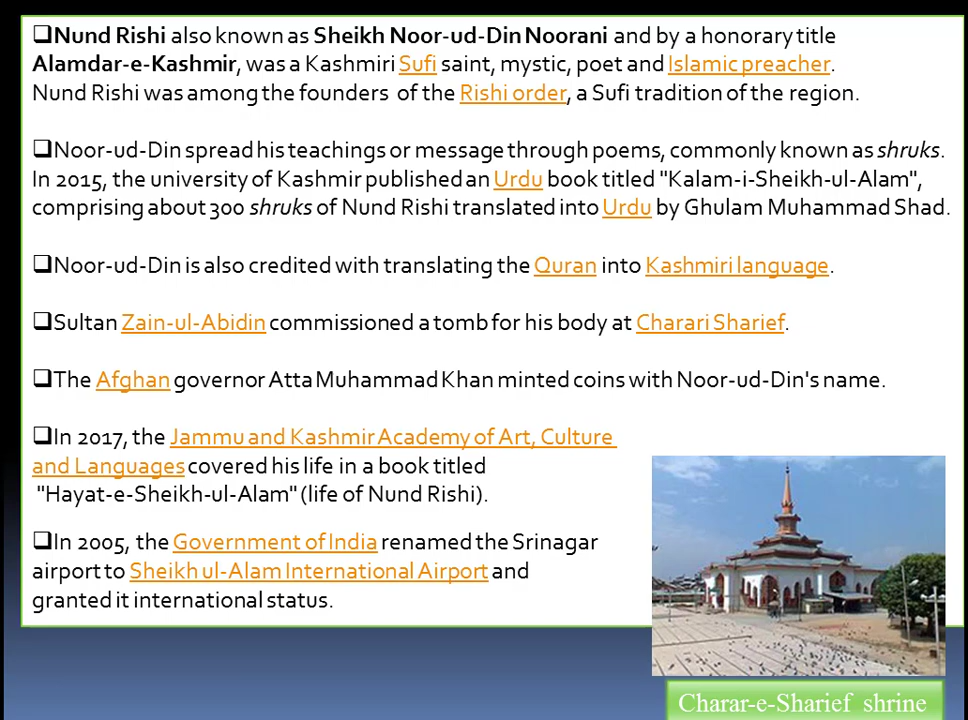 ❑Nund Rishi also known as Sheikh Noor-ud-Din Noorani and by a honorary title
Alamdar-e-Kashmir, was a Kashmiri Sufi saint, mystic, poet and Islamic preacher.
Nund Rishi was among the founders of the Rishi order, a Sufi tradition of the region.
❑Noor-ud-Din spread his teachings or message through poems, commonly known as shruks.
In 2015, the university of Kashmir published an Urdu book titled "Kalam-i-Sheikh-ul-Alam",
comprising about 300 shruks of Nund Rishi translated into Urdu by Ghulam Muhammad Shad.
❑Noor-ud-Din is also credited with translating the Quran into Kashmiri language.
❑Sultan Zain-ul-Abidin commissioned a tomb for his body at Charari Sharief.
❑The Afghan governor Atta Muhammad Khan minted coins with Noor-ud-Din's name.
❑In 2017, the Jammu and Kashmir Academy of Art, Culture
and Languages covered his life in a book titled
"Hayat-e-Sheikh-ul-Alam" (life of Nund Rishi).
❑In 2005, the Government of India renamed the Srinagar
airport to Sheikh ul-Alam International Airport and
granted it international status.
Charar-e-Sharief shrine